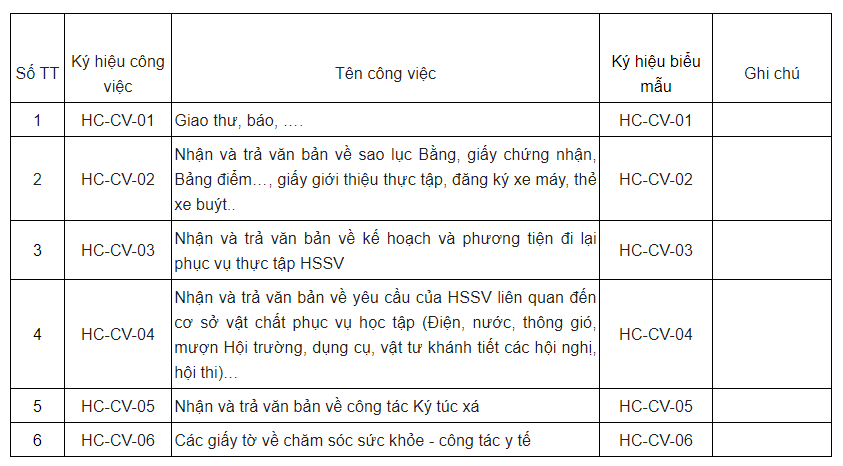 Số TT
Ký hiệu công
việc
Tên công việc
Ký hiệu biểu
mẫu
Ghi chú
1
HC-CV-01
Giao thư, báo, ….
HC-CV-01
2
HC-CV-02
Nhận và trả văn bản về sao lục Bằng, giấy chứng nhận,
Bảng điểm…, giấy giới thiệu thực tập, đăng ký xe máy, thẻ
xe buýt..
HC-CV-02
3
HC-CV-03
Nhận và trả văn bản về kế hoạch và phương tiện đi lại
phục vụ thực tập HSSV
HC-CV-03
4
HC-CV-04
Nhận và trả văn bản về yêu cầu của HSSV liên quan đến
cơ sở vật chất phục vụ học tập (Điện, nước, thông gió,
mượn Hội trường, dụng cụ, vật tư khánh tiết các hội nghị,
hội thi)…
HC-CV-04
5
HC-CV-05
Nhận và trả văn bản về công tác Ký túc xá
HC-CV-05
6
HC-CV-06
Các giấy tờ về chăm sóc sức khỏe - công tác y tế
HC-CV-06